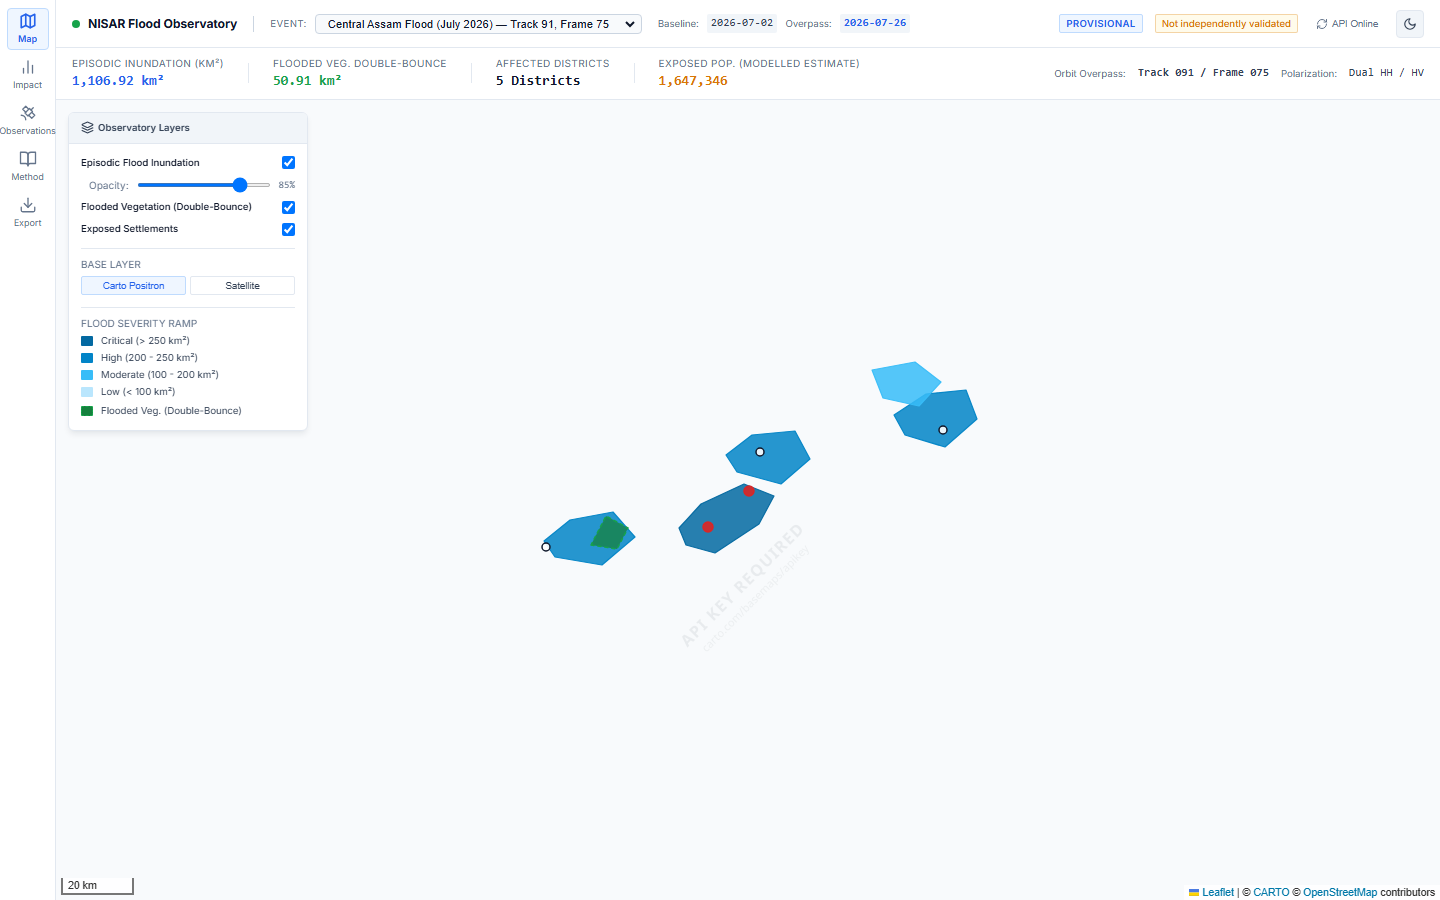 Map
Impact
Observations
Method
Export
NISAR Flood Observatory
EVENT: Central Assam Flood (July 2026) — Track 91, Frame 75
Baseline: 2026-07-02 Overpass: 2026-07-26
PROVISIONAL
Not independently validated
API Online
EPISODIC INUNDATION (KM²)
1,106.92 km²
FLOODED VEG. DOUBLE-BOUNCE
50.91 km²
AFFECTED DISTRICTS
5 Districts
EXPOSED POP. (MODELLED ESTIMATE)
1,647,346
Orbit Overpass: Track 091 / Frame 075 Polarization: Dual HH / HV
Observatory Layers
Episodic Flood Inundation
Opacity: 85%
Flooded Vegetation (Double-Bounce)
Exposed Settlements
BASE LAYER
Carto Positron Satellite
FLOOD SEVERITY RAMP
Critical (> 250 km²)
High (200 - 250 km²)
Moderate (100 - 200 km²)
Low (< 100 km²)
Flooded Veg. (Double-Bounce)
API KEY REQUIRED
carto.com/basemaps/apikey
20 km
Leaflet | © CARTO © OpenStreetMap contributors